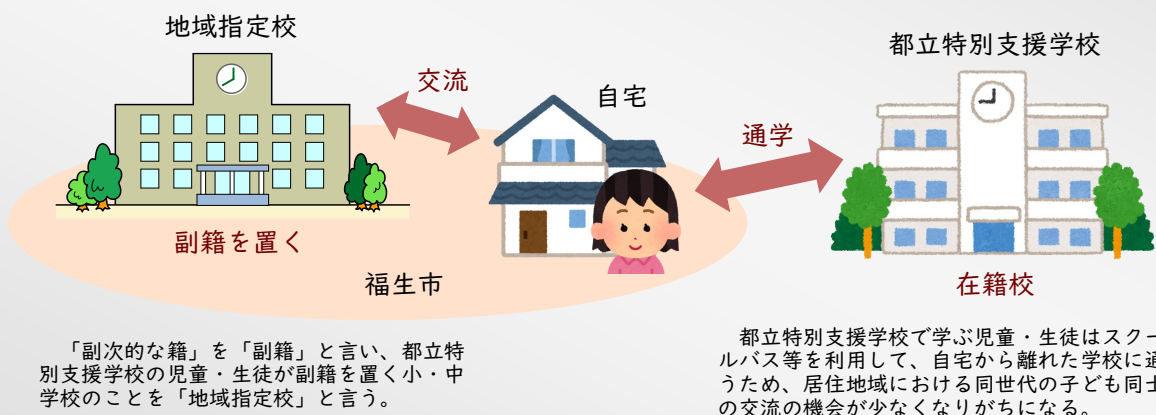 地域指定校
交流
自宅
都立特別支援学校
通学
副籍を置く
福生市
在籍校
「副次的な籍」を「副籍」と言い、都立特
別支援学校の児童・生徒が副籍を置く小・中
学校のことを「地域指定校」と言う。
都立特別支援学校で学ぶ児童・生徒はスクー
ルバス等を利用して、自宅から離れた学校に通
うため、居住地域における同世代の子ども同士
の交流の機会が少なくなりがちになる。